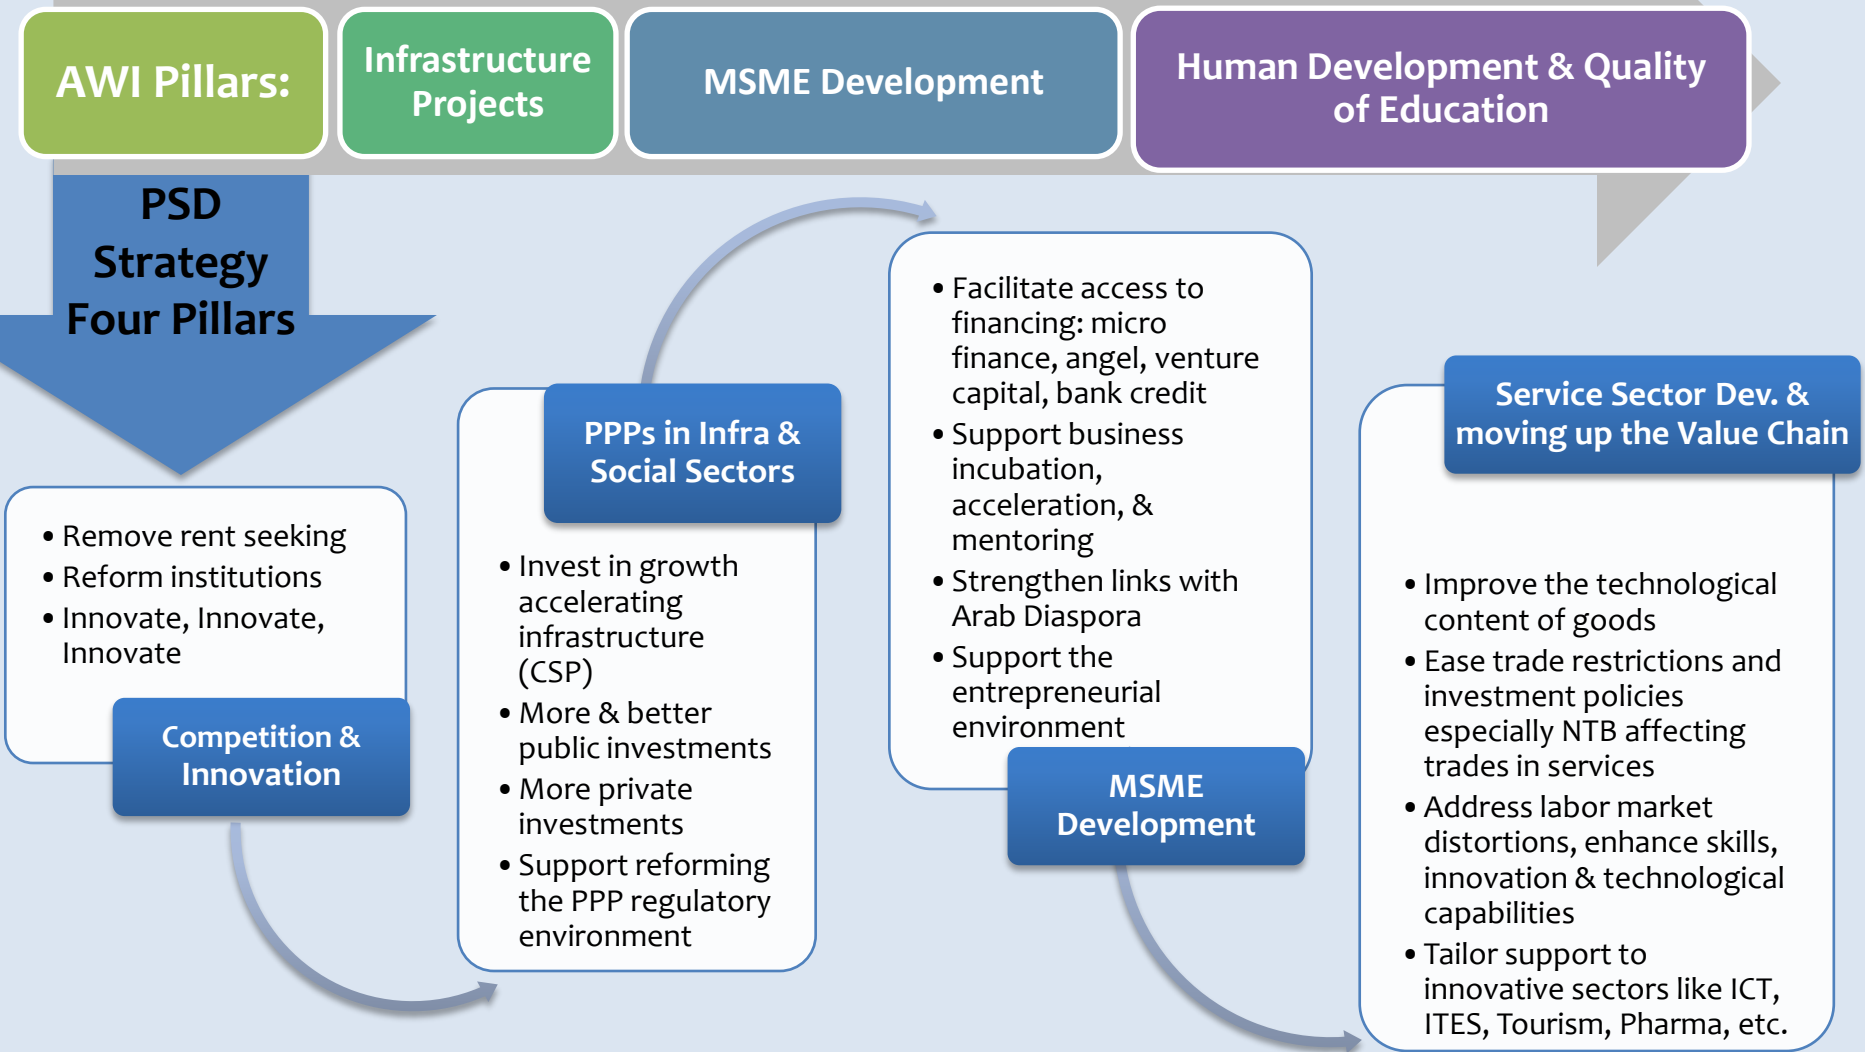 AWI Pillars:
Infrastructure
Projects
MSME Development
Human Development & Quality
of Education
PSD
Strategy
Four Pillars
• Remove rent seeking
• Reform institutions
• Innovate, Innovate,
Innovate
Competition &
Innovation
PPPs in Infra &
Social Sectors
• Invest in growth
accelerating
infrastructure
(CSP)
• More & better
public investments
• More private
investments
• Support reforming
the PPP regulatory
environment
• Facilitate access to
financing: micro
finance, angel, venture
capital, bank credit
• Support business
incubation,
acceleration, &
mentoring
• Strengthen links with
Arab Diaspora
• Support the
entrepreneurial
environment
MSME
Development
Service Sector Dev. &
moving up the Value Chain
• Improve the technological
content of goods
• Ease trade restrictions and
investment policies
especially NTB affecting
trades in services
• Address labor market
distortions, enhance skills,
innovation & technological
capabilities
• Tailor support to
innovative sectors like ICT,
ITES, Tourism, Pharma, etc.